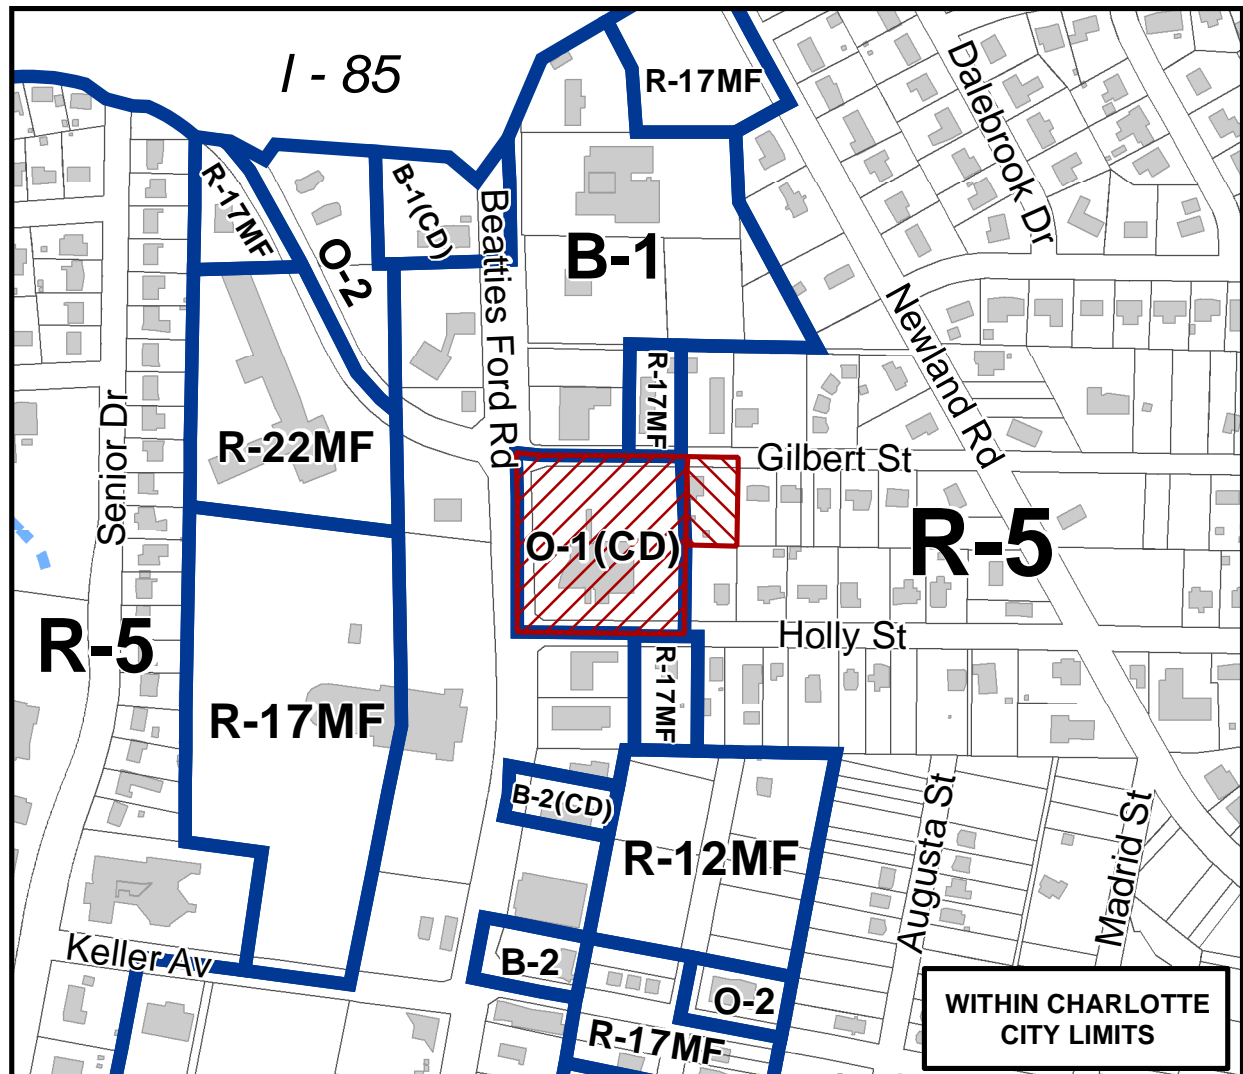 I - 85
R-17MF
Dalebrook Dr
R-17MF
B-1(CD)
O-2
Beatties Ford Rd
B-1
Newland Rd
R-17MF
Senior Dr
R-22MF
Gilbert St
O-1(CD)
R-5
R-5
Holly St
R-17MF
R-17MF
B-2(CD)
R-12MF
Augusta St
Madrid St
Keller Av
B-2
O-2
R-17MF
WITHIN CHARLOTTE
CITY LIMITS